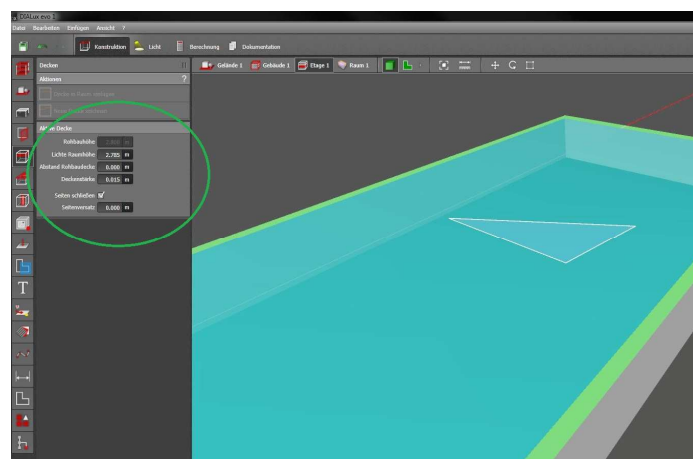 DIALux evo 1
Datei Bearbeiten Einfügen Ansicht ?
Konstruktion Licht Berechnung Dokumentation
Decken
Gelände 1 Gebäude 1 Etage 1 Raum 1
Aktionen ?
Aktive Decke
Rohbauhöhe m
Lichte Raumhöhe 2.785 m
Abstand Rohbaudecke 0.000 m
Deckenstärke 0.015 m
Seiten schließen
Seitenversatz 0.000 m
T